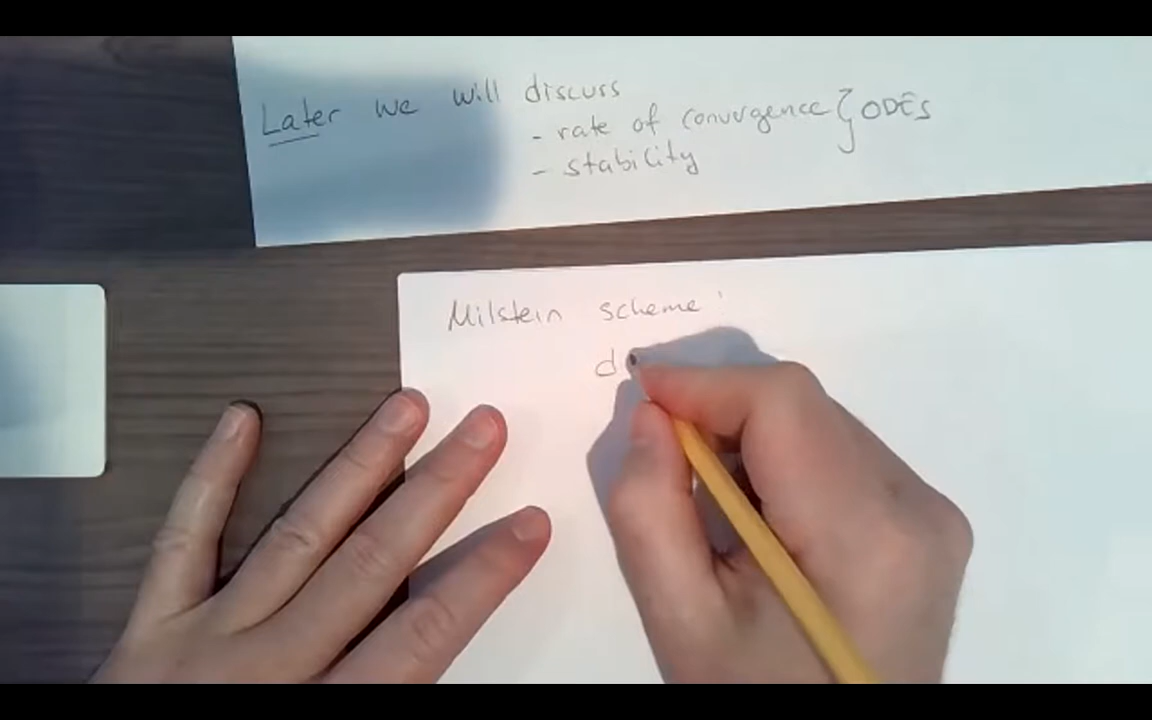 Later we will discuss
- rate of convergence } ODEs
- stability
Milstein scheme:
d